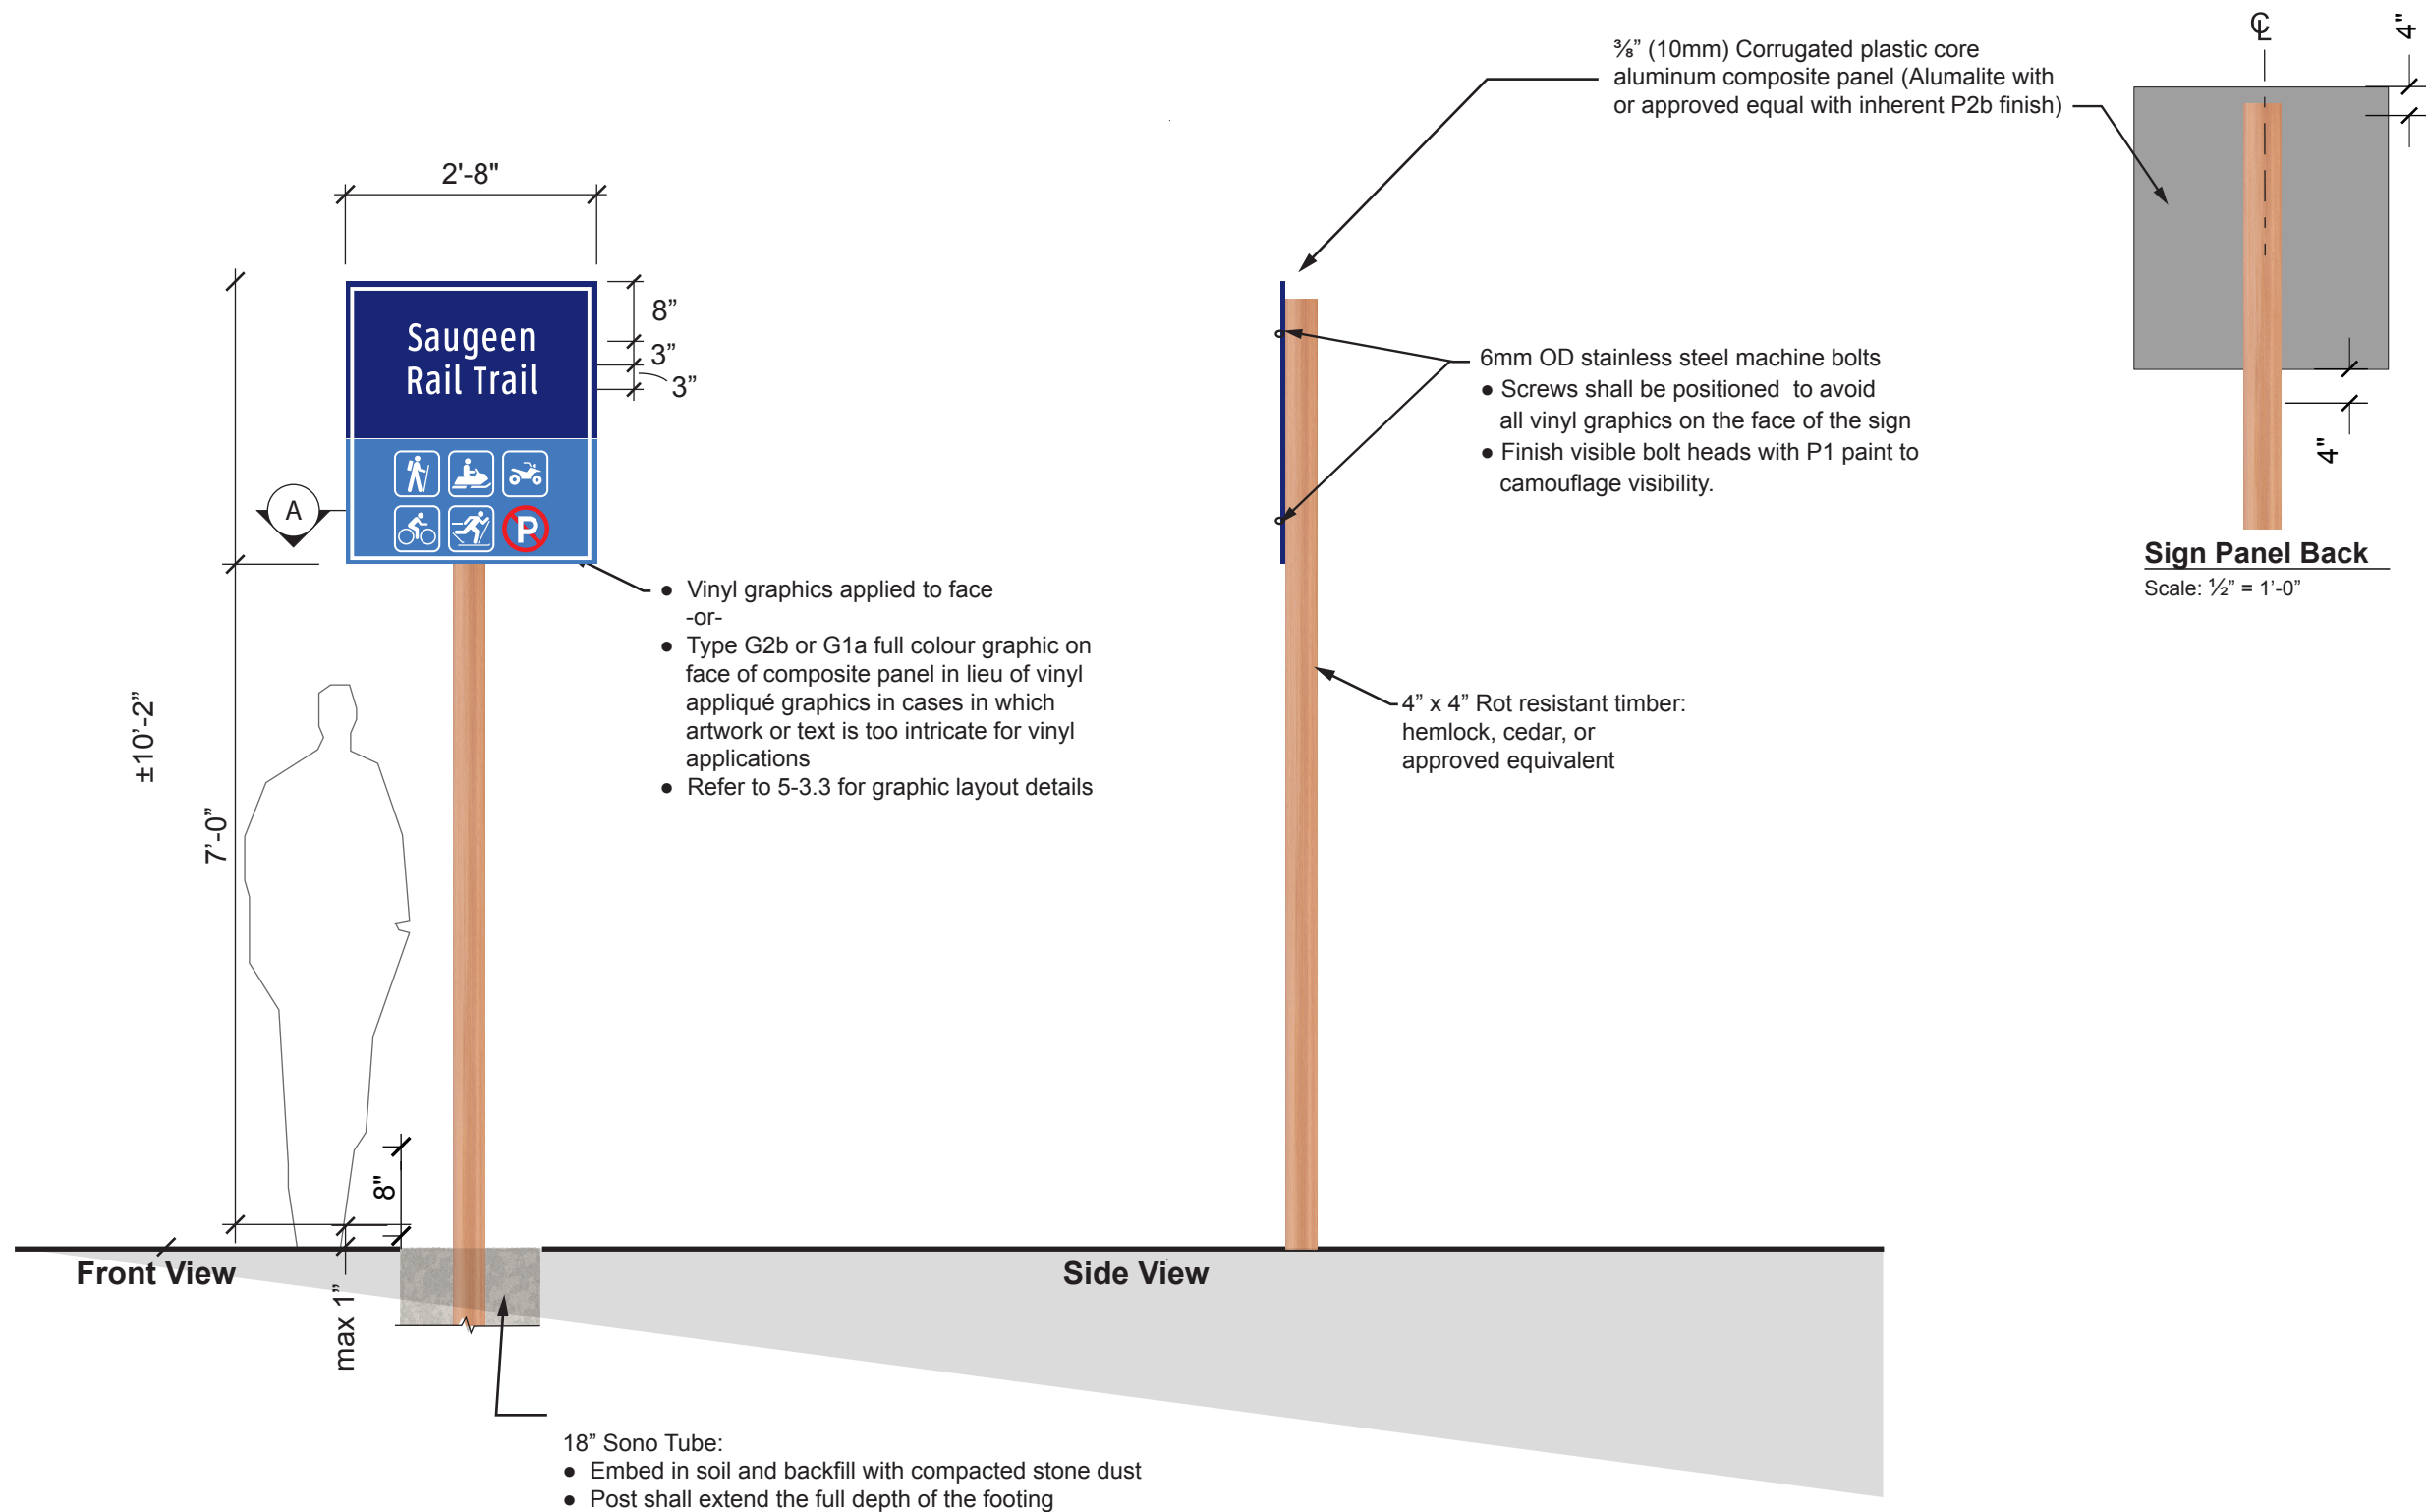 ⅜” (10mm) Corrugated plastic core
aluminum composite panel (Alumalite with
or approved equal with inherent P2b finish)
℄
4"
2'-8"
Saugeen
Rail Trail
8”
3”
3”
A
P
6mm OD stainless steel machine bolts
● Screws shall be positioned to avoid
all vinyl graphics on the face of the sign
● Finish visible bolt heads with P1 paint to
camouflage visibility.
4"
Sign Panel Back
Scale: ½” = 1’-0”
● Vinyl graphics applied to face
-or-
● Type G2b or G1a full colour graphic on
face of composite panel in lieu of vinyl
appliqué graphics in cases in which
artwork or text is too intricate for vinyl
applications
● Refer to 5-3.3 for graphic layout details
±10’-2”
7’-0”
4” x 4” Rot resistant timber:
hemlock, cedar, or
approved equivalent
8"
max 1”
Front View
Side View
18” Sono Tube:
● Embed in soil and backfill with compacted stone dust
● Post shall extend the full depth of the footing